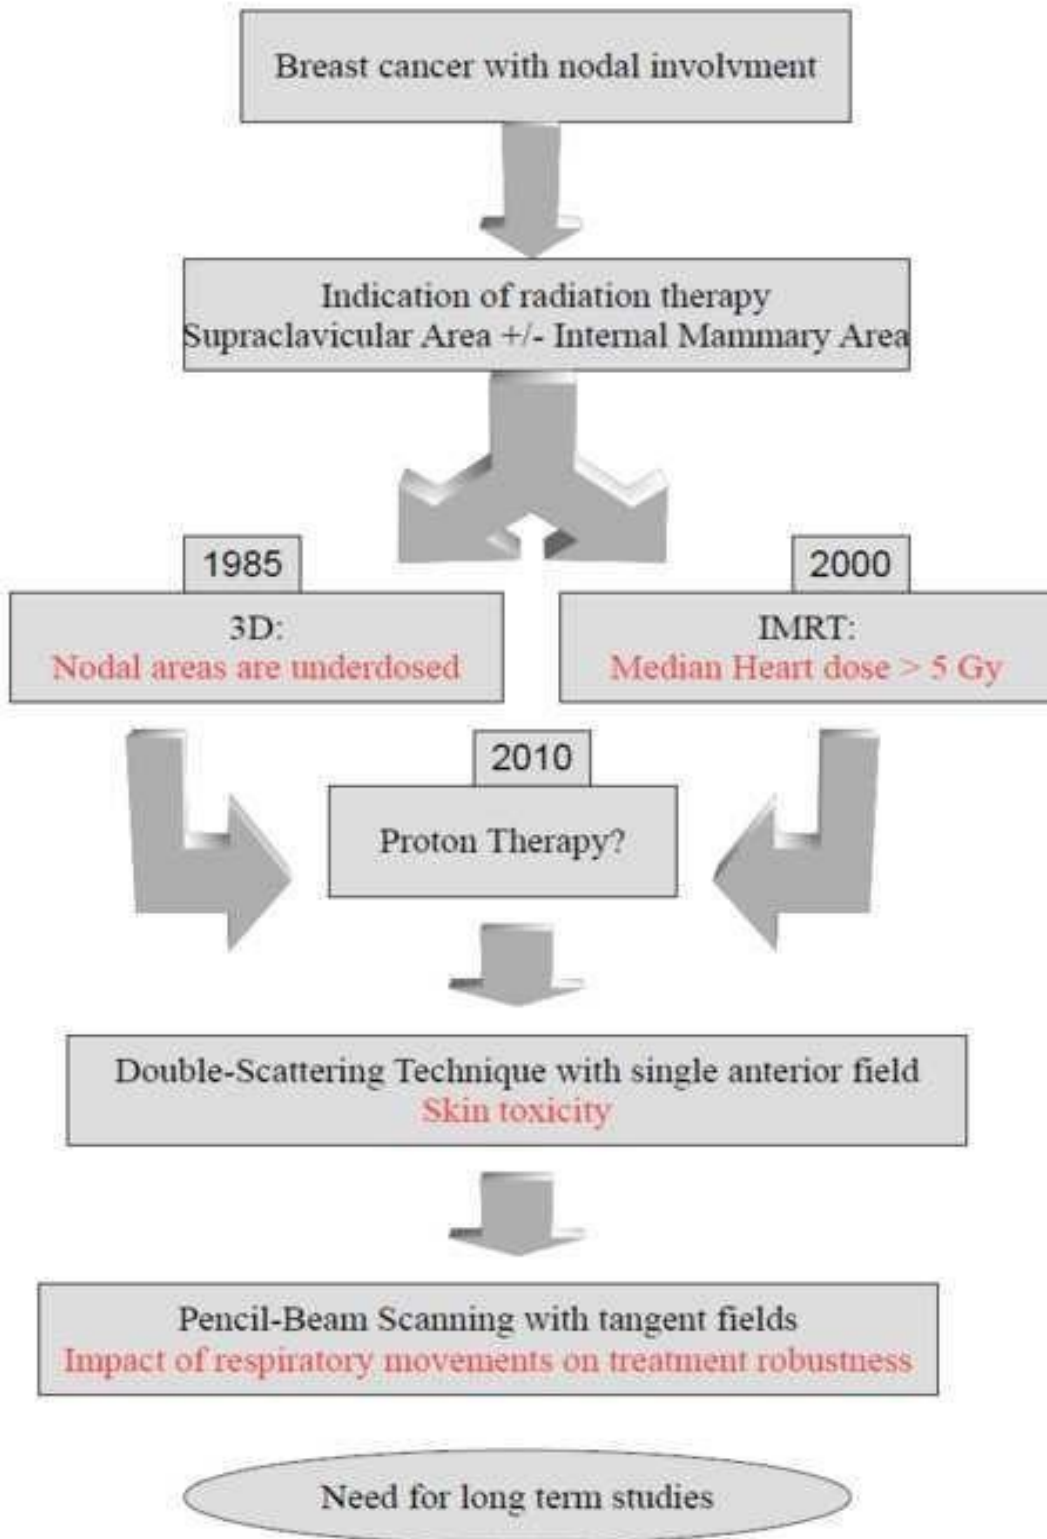 Breast cancer with nodal involvment
Indication of radiation therapy
Supraclavicular Area +/- Internal Mammary Area
1985
3D:
Nodal areas are underdosed
2000
IMRT:
Median Heart dose > 5 Gy
2010
Proton Therapy?
Double-Scattering Technique with single anterior field
Skin toxicity
Pencil-Beam Scanning with tangent fields
Impact of respiratory movements on treatment robustness
Need for long term studies